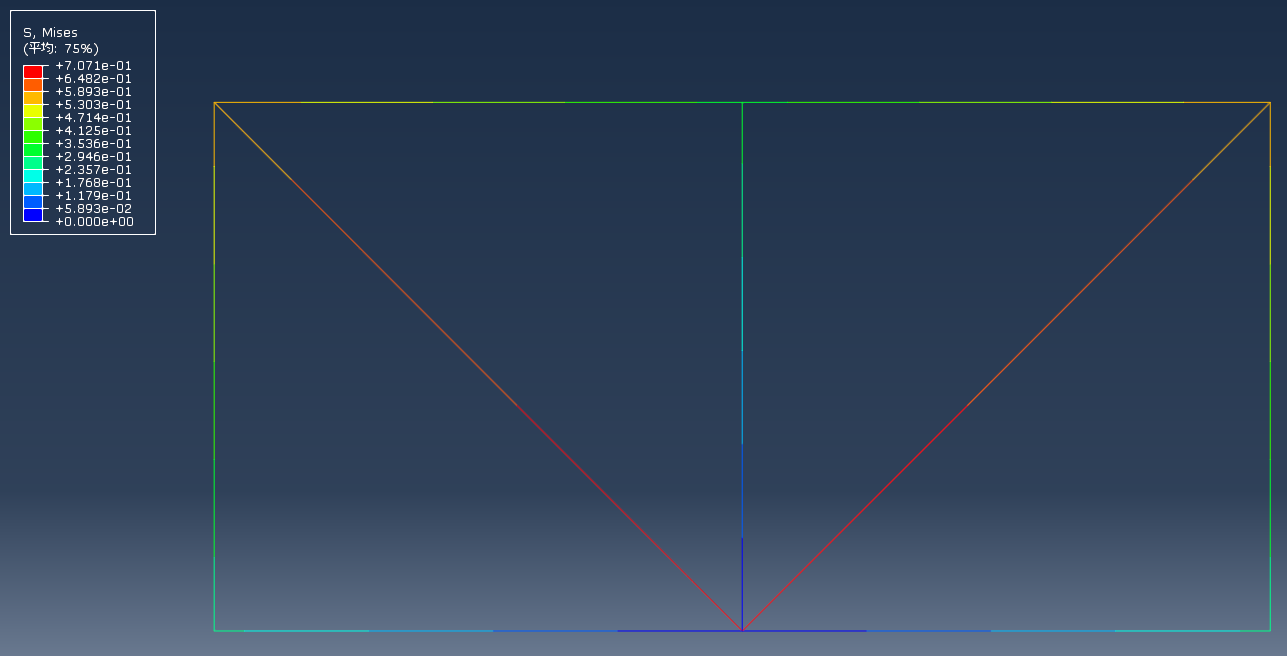 S, Mises
(平均: 75%)
+7.071e-01
+6.482e-01
+5.893e-01
+5.303e-01
+4.714e-01
+4.125e-01
+3.536e-01
+2.946e-01
+2.357e-01
+1.768e-01
+1.179e-01
+5.893e-02
+0.000e+00